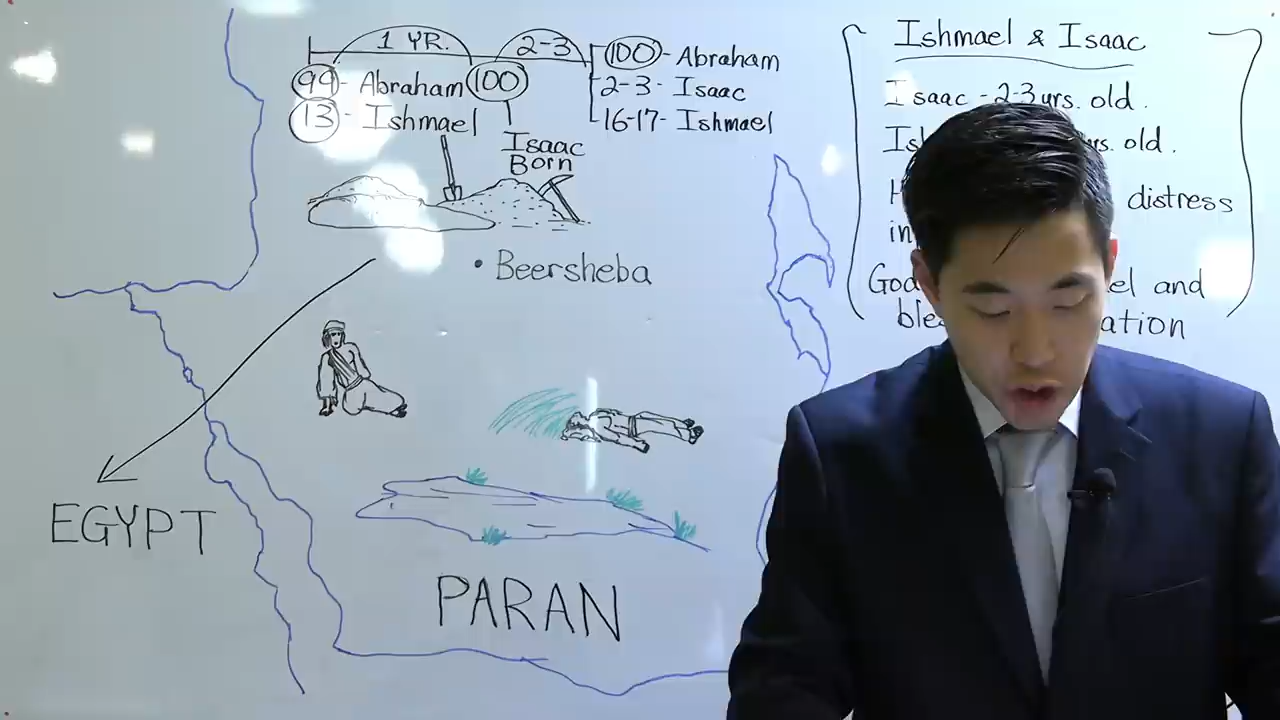 1 YR.
2-3
99 - Abraham
100
13 - Ishmael
Isaac
Born
100 - Abraham
2-3 - Isaac
16-17 - Ishmael
Ishmael & Isaac
Isaac - 2-3 yrs. old.
Is yrs. old.
distress
in
God el and
ble ation
• Beersheba
EGYPT
PARAN